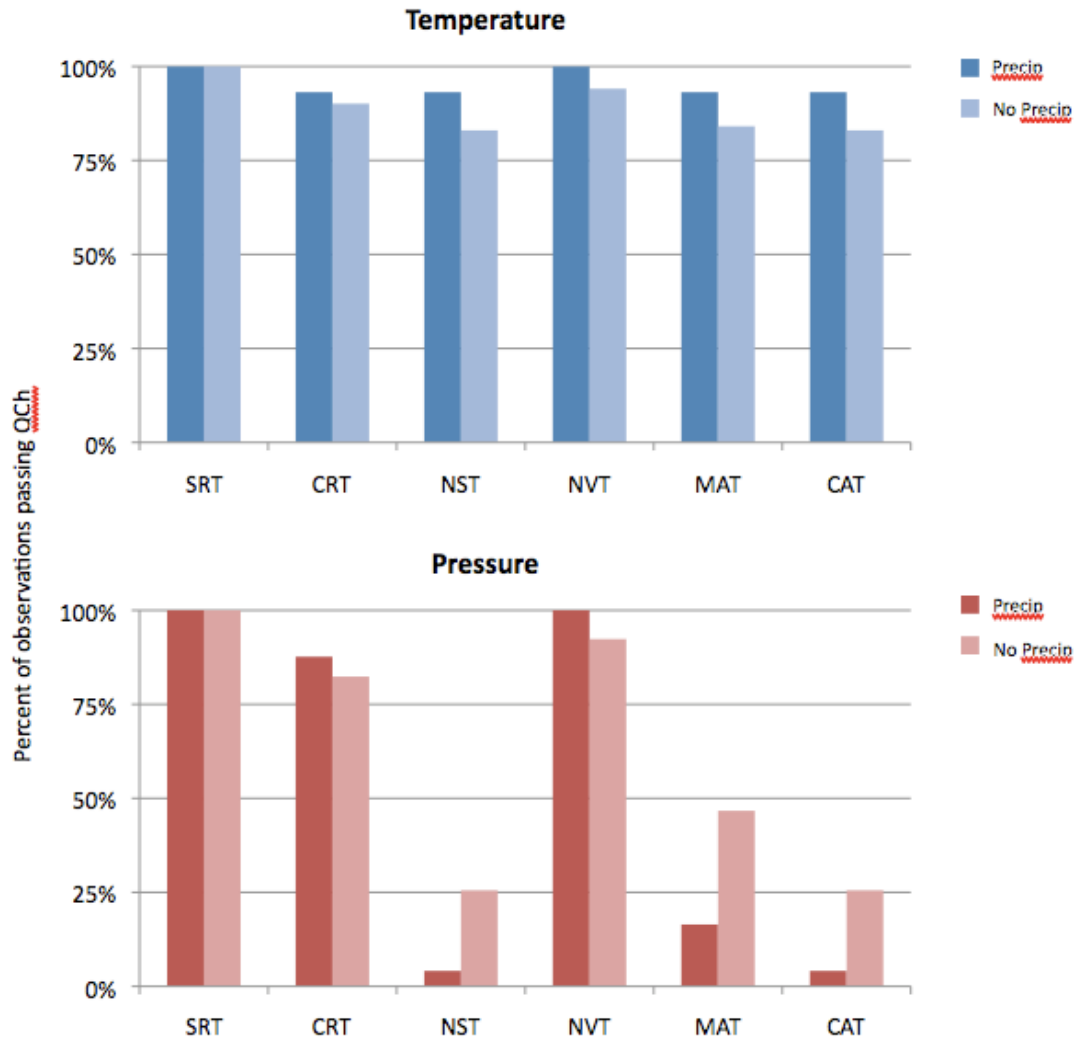 Temperature
100%
75%
50%
25%
0%
SRT CRT NST NVT MAT CAT
Precip
No Precip
Percent of observations passing QCh
Pressure
100%
75%
50%
25%
0%
SRT CRT NST NVT MAT CAT
Precip
No Precip